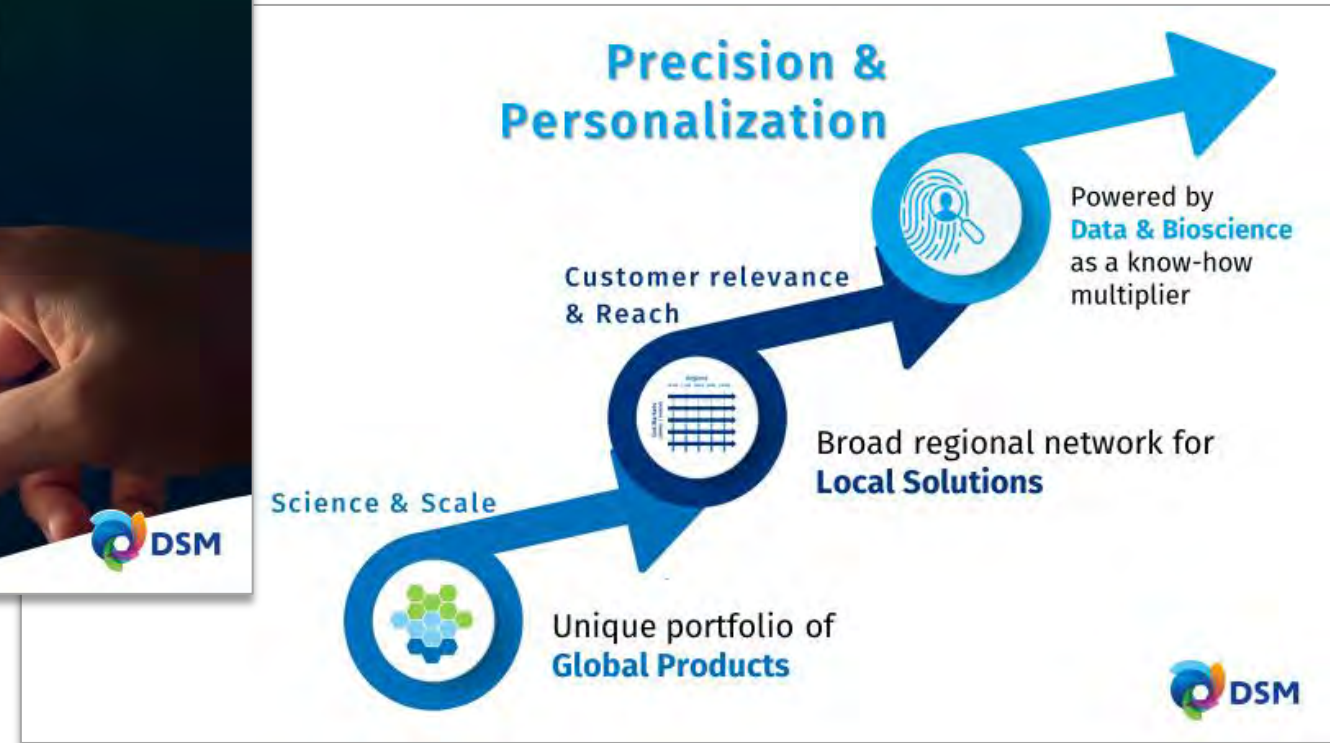 Precision &
Personalization
Powered by
Data & Bioscience
as a know-how
multiplier
Customer relevance
& Reach
Broad regional network for
Local Solutions
Science & Scale
Unique portfolio of
Global Products
DSM
DSM